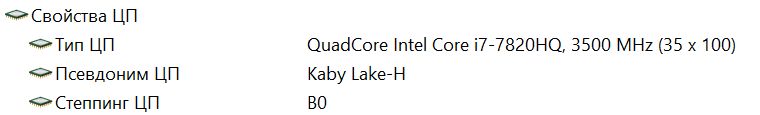 Свойства ЦП
Тип ЦП QuadCore Intel Core i7-7820HQ, 3500 MHz (35 x 100)
Псевдоним ЦП Kaby Lake-H
Степпинг ЦП B0